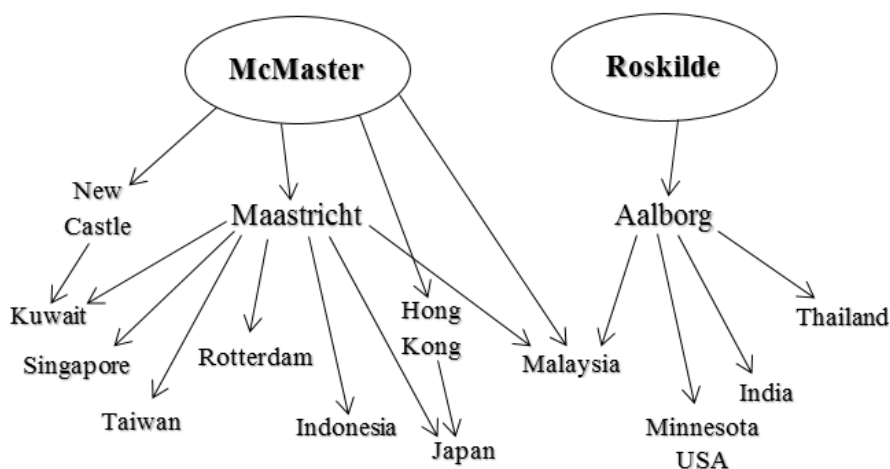 McMaster
Roskilde
New
Castle
Maastricht
Aalborg
Kuwait
Hong
Kong
Thailand
Singapore
Rotterdam
Malaysia
India
Taiwan
Indonesia
Japan
Minnesota
USA